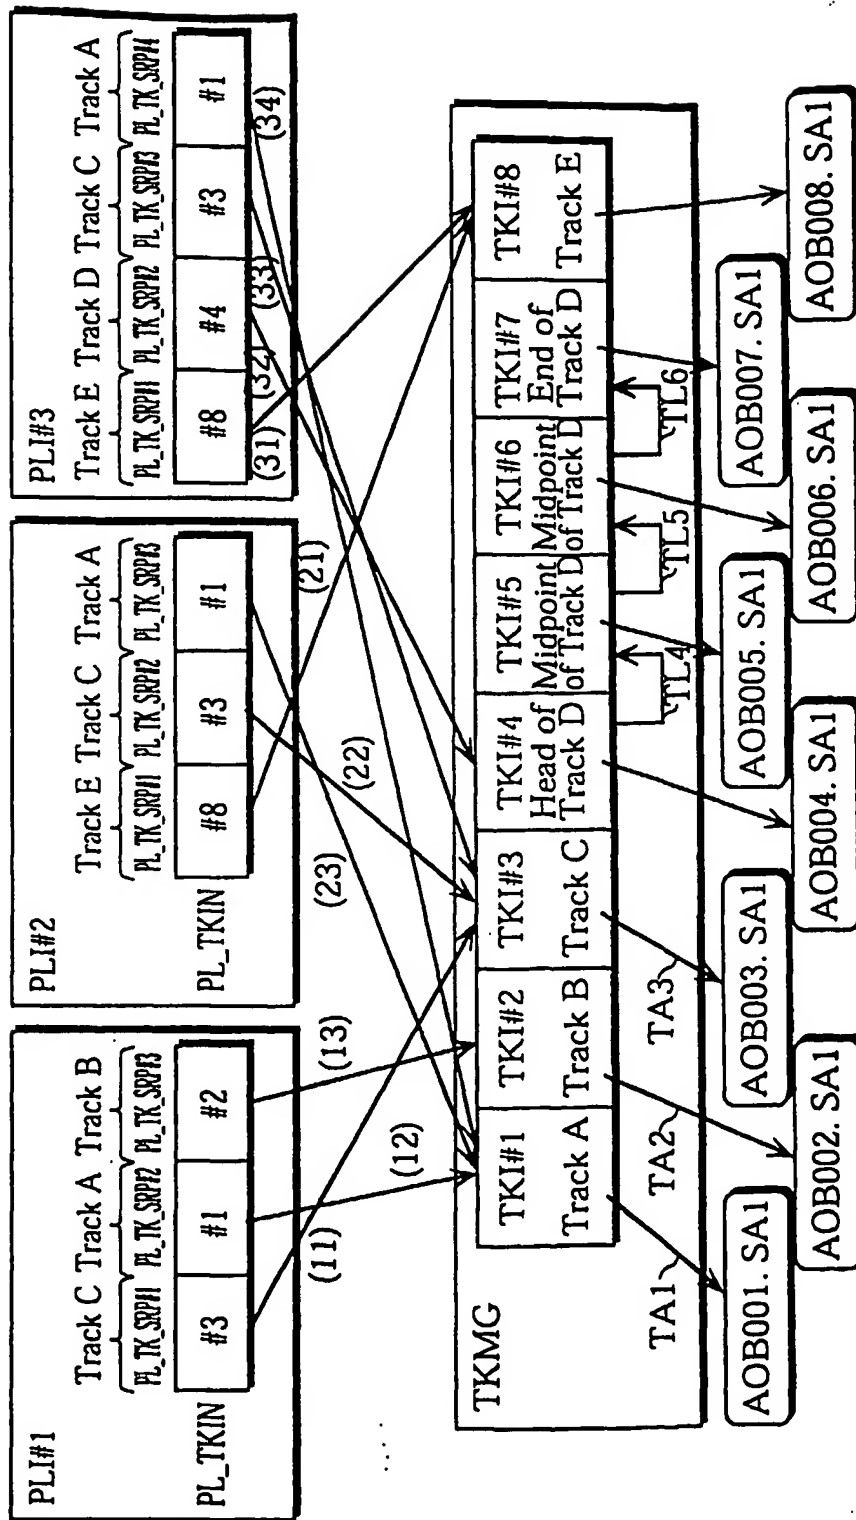 PLI#1
Track C Track A Track B
PL_TK_SRP#1 PL_TK_SRP#2 PL_TK_SRP#3
PL_TKIN #3 #1 #2
PLI#2
Track E Track C Track A
PL_TK_SRP#1 PL_TK_SRP#2 PL_TK_SRP#3
PL_TKIN #8 #3 #1
PLI#3
Track E Track D Track C Track A
PL_TK_SRP#1 PL_TK_SRP#2 PL_TK_SRP#3 PL_TK_SRP#4
#8 #4 #3 #1
(11) (12) (13) (23) (22) (21) (31) (32) (33) (34)
TKMG
TKI#1
Track A
TKI#2
Track B
TKI#3
Track C
TKI#4
Head of
Track D
TKI#5
Midpoint
of Track D
TKI#6
Midpoint
of Track D
TKI#7
End of
Track D
TKI#8
Track E
TA1 TA2 TA3 TL4 TL5 TL6
AOB001. SA1
AOB002. SA1
AOB003. SA1
AOB004. SA1
AOB005. SA1
AOB006. SA1
AOB007. SA1
AOB008. SA1